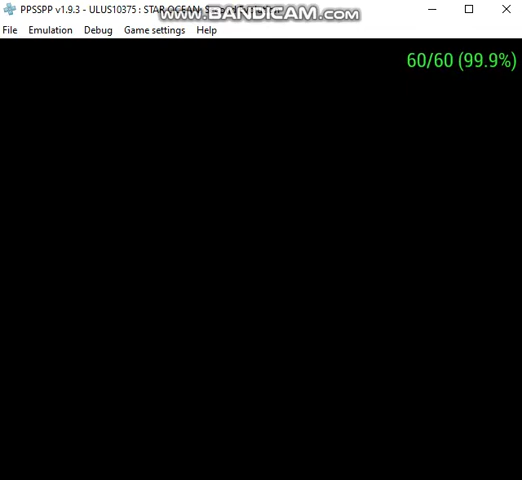 PPSSPP v1.9.3 - ULUS10375 : STAR OCEAN
www.BANDICAM.com
File Emulation Debug Game settings Help
60/60 (99.9%)